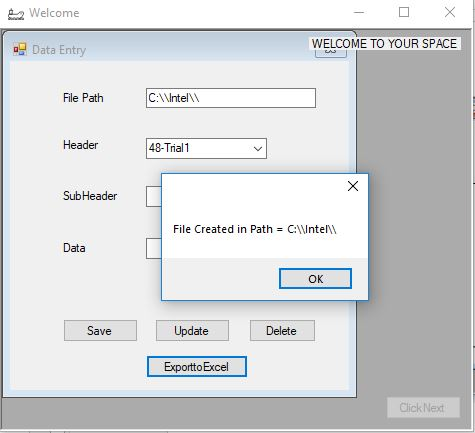 Welcome
WELCOME TO YOUR SPACE
Data Entry
File Path
C:\\Intel\\
Header
48-Trial1
SubHeader
Data
File Created in Path = C:\\Intel\\
OK
Save
Update
Delete
ExporttoExcel
ClickNext